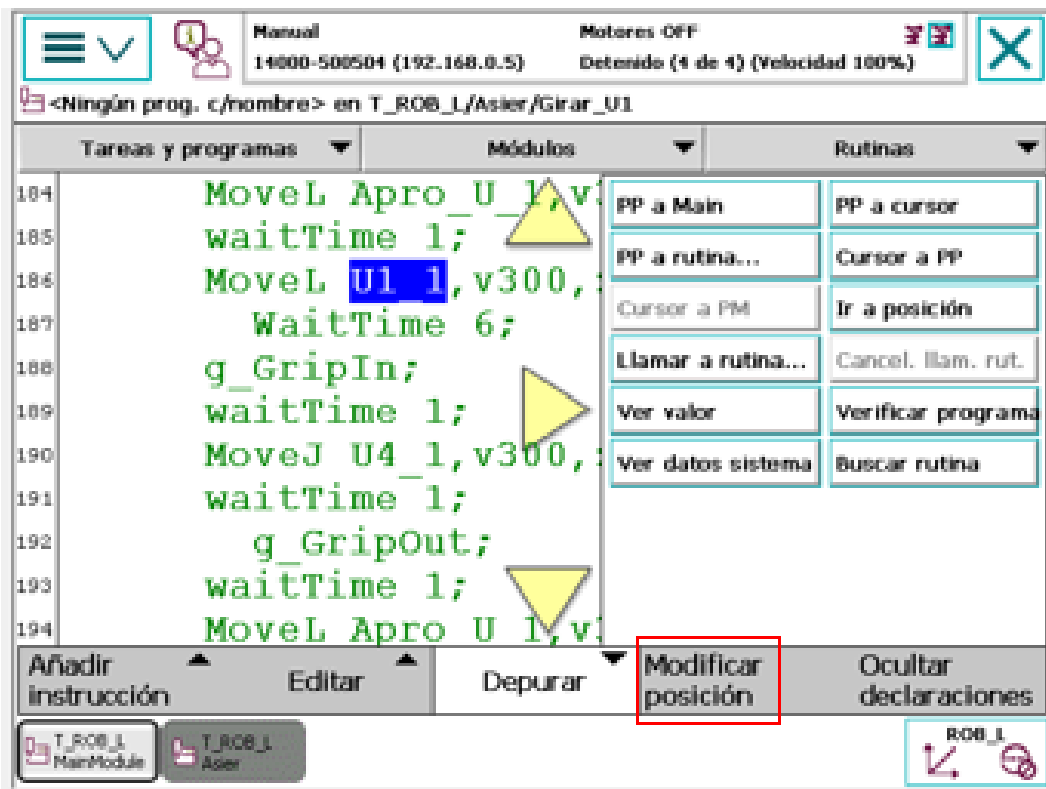 Manual
14000-500504 (192.168.0.5)
Motores OFF
Detenido (4 de 4) (Velocidad 100%)
<Ningún prog. c/nombre> en T_ROB_L/Asier/Girar_U1
Tareas y programas
Módulos
Rutinas
184 MoveL Apro_U_1,v
185 waitTime 1;
186 MoveL U1_1,v300,
187 WaitTime 6;
188 g_GripIn;
189 waitTime 1;
190 MoveJ U4_1,v300,
191 waitTime 1;
192 g_GripOut;
193 waitTime 1;
194 MoveL Apro_U_1,v
PP a Main
PP a cursor
PP a rutina...
Cursor a PP
Cursor a PM
Ir a posición
Llamar a rutina...
Cancel. llam. rut.
Ver valor
Verificar programa
Ver datos sistema
Buscar rutina
Añadir instrucción
Editar
Depurar
Modificar posición
Ocultar declaraciones
T_ROB_L
MainModule
T_ROB_L
Asier
ROB_L